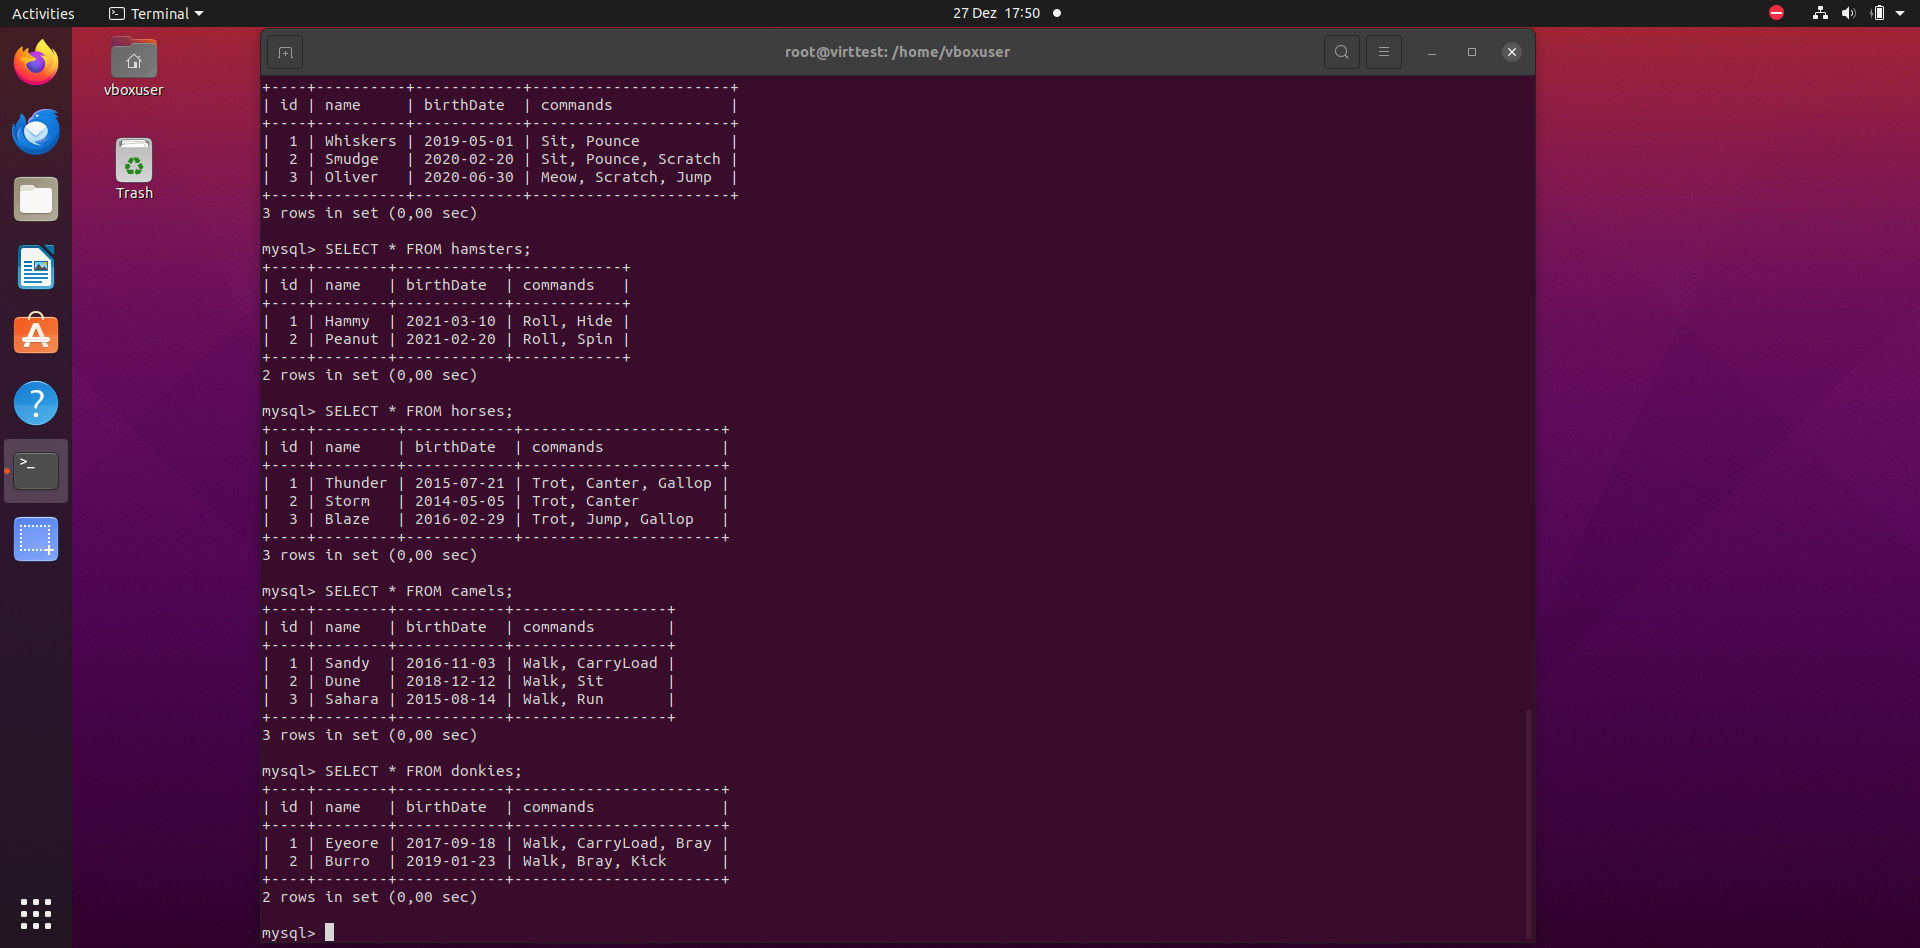 Activities
Terminal
27 Dez 17:50
vboxuser
Trash
root@virttest: /home/vboxuser
+----+----------+------------+----------------------+
| id | name     | birthDate  | commands             |
+----+----------+------------+----------------------+
|  1 | Whiskers | 2019-05-01 | Sit, Pounce          |
|  2 | Smudge   | 2020-02-20 | Sit, Pounce, Scratch |
|  3 | Oliver   | 2020-06-30 | Meow, Scratch, Jump  |
+----+----------+------------+----------------------+
3 rows in set (0,00 sec)
mysql> SELECT * FROM hamsters;
+----+--------+------------+------------+
| id | name   | birthDate  | commands   |
+----+--------+------------+------------+
|  1 | Hammy  | 2021-03-10 | Roll, Hide |
|  2 | Peanut | 2021-02-20 | Roll, Spin |
+----+--------+------------+------------+
2 rows in set (0,00 sec)
mysql> SELECT * FROM horses;
+----+---------+------------+----------------------+
| id | name    | birthDate  | commands             |
+----+---------+------------+----------------------+
|  1 | Thunder | 2015-07-21 | Trot, Canter, Gallop |
|  2 | Storm   | 2014-05-05 | Trot, Canter         |
|  3 | Blaze   | 2016-02-29 | Trot, Jump, Gallop   |
+----+---------+------------+----------------------+
3 rows in set (0,00 sec)
mysql> SELECT * FROM camels;
+----+--------+------------+-----------------+
| id | name   | birthDate  | commands        |
+----+--------+------------+-----------------+
|  1 | Sandy  | 2016-11-03 | Walk, CarryLoad |
|  2 | Dune   | 2018-12-12 | Walk, Sit       |
|  3 | Sahara | 2015-08-14 | Walk, Run       |
+----+--------+------------+-----------------+
3 rows in set (0,00 sec)
mysql> SELECT * FROM donkies;
+----+--------+------------+-----------------------+
| id | name   | birthDate  | commands              |
+----+--------+------------+-----------------------+
|  1 | Eyeore | 2017-09-18 | Walk, CarryLoad, Bray |
|  2 | Burro  | 2019-01-23 | Walk, Bray, Kick      |
+----+--------+------------+-----------------------+
2 rows in set (0,00 sec)
mysql>